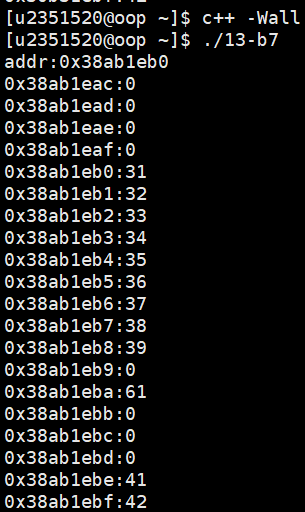 [u2351520@oop ~]$ c++ -Wall
[u2351520@oop ~]$ ./13-b7
addr:0x38ab1eb0
0x38ab1eac:0
0x38ab1ead:0
0x38ab1eae:0
0x38ab1eaf:0
0x38ab1eb0:31
0x38ab1eb1:32
0x38ab1eb2:33
0x38ab1eb3:34
0x38ab1eb4:35
0x38ab1eb5:36
0x38ab1eb6:37
0x38ab1eb7:38
0x38ab1eb8:39
0x38ab1eb9:0
0x38ab1eba:61
0x38ab1ebb:0
0x38ab1ebc:0
0x38ab1ebd:0
0x38ab1ebe:41
0x38ab1ebf:42